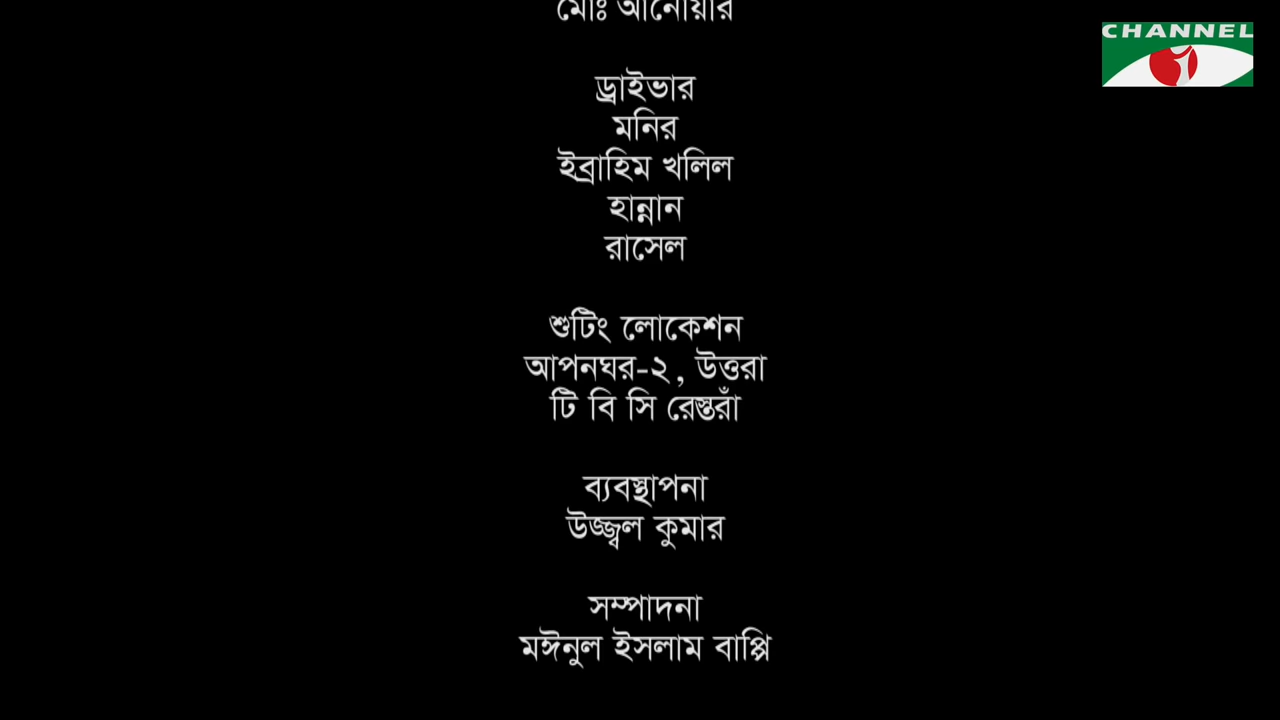 মোঃ আনোয়ার
ড্রাইভার
মনির
ইব্রাহিম খলিল
হান্নান
রাসেল
শুটিং লোকেশন
আপনঘর-২, উত্তরা
টি বি সি রেস্তরাঁ
ব্যবস্থাপনা
উজ্জ্বল কুমার
সম্পাদনা
মঈনুল ইসলাম বাপ্পি
CHANNEL